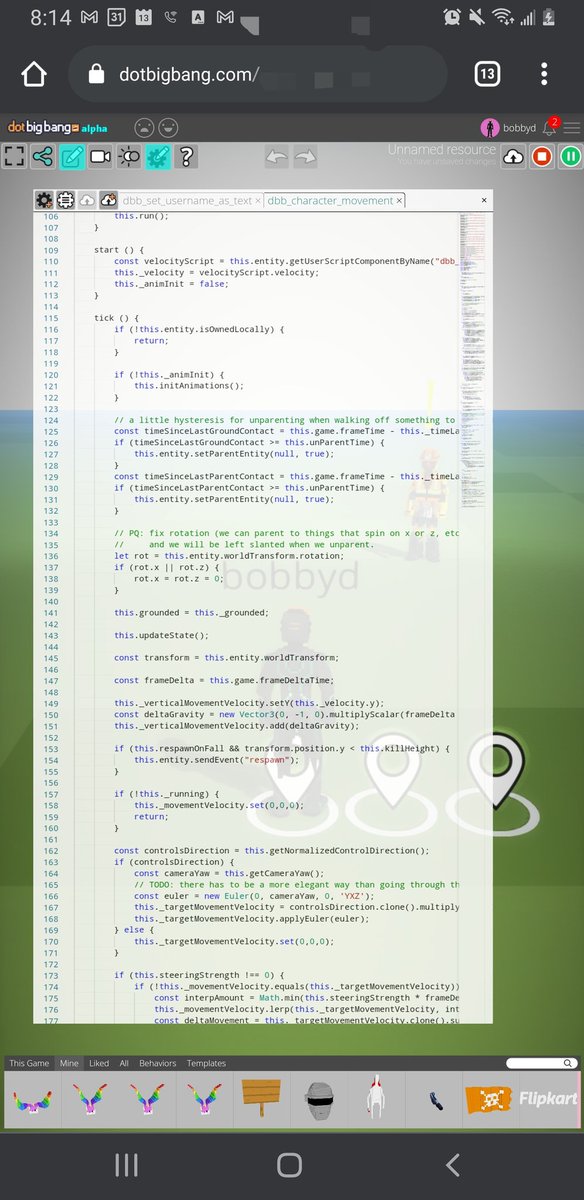 8:14 M 31 13 A M
dotbigbang.com/
13
dot big bang alpha
bobbyd
2
Unnamed resource
You have unsaved changes
?
dbb_set_username_as_text × dbb_character_movement × ×
106 this.run();
107 }
108
109 start () {
110 const velocityScript = this.entity.getUserScriptComponentByName("dbb_
111 this._velocity = velocityScript.velocity;
112 this._animInit = false;
113 }
114
115 tick () {
116 if (!this.entity.isOwnedLocally) {
117 return;
118 }
119
120 if (!this._animInit) {
121 this.initAnimations();
122 }
123
124 // a little hysteresis for unparenting when walking off something to
125 const timeSinceLastGroundContact = this.game.frameTime - this._timeLa
126 if (timeSinceLastGroundContact >= this.unParentTime) {
127 this.entity.setParentEntity(null, true);
128 }
129 const timeSinceLastParentContact = this.game.frameTime - this._timeLa
130 if (timeSinceLastParentContact >= this.unParentTime) {
131 this.entity.setParentEntity(null, true);
132 }
133
134 // PQ: fix rotation (we can parent to things that spin on x or z, etc
135 // and we will be left slanted when we unparent.
136 let rot = this.entity.worldTransform.rotation;
137 if (rot.x || rot.z) {
138 rot.x = rot.z = 0;
bobbyd
139 }
140
141 this.grounded = this._grounded;
142
143 this.updateState();
144
145 const transform = this.entity.worldTransform;
146
147 const frameDelta = this.game.frameDeltaTime;
148
149 this._verticalMovementVelocity.setY(this._velocity.y);
150 const deltaGravity = new Vector3(0, -1, 0).multiplyScalar(frameDelta
151 this._verticalMovementVelocity.add(deltaGravity);
152
153 if (this.respawnOnFall && transform.position.y < this.killHeight) {
154 this.entity.sendEvent("respawn");
155 }
156
157 if (!this._running) {
158 this._movementVelocity.set(0,0,0);
159 return;
160 }
161
162 const controlsDirection = this.getNormalizedControlDirection();
163 if (controlsDirection) {
164 const cameraYaw = this.getCameraYaw();
165 // TODO: there has to be a more elegant way than going through th
166 const euler = new Euler(0, cameraYaw, 0, 'YXZ');
167 this._targetMovementVelocity = controlsDirection.clone().multiply
168 this._targetMovementVelocity.applyEuler(euler);
169 } else {
170 this._targetMovementVelocity.set(0,0,0);
171 }
172
173 if (this.steeringStrength !== 0) {
174 if (!this._movementVelocity.equals(this._targetMovementVelocity))
175 const interpAmount = Math.min(this.steeringStrength * frameDe
176 this._movementVelocity.lerp(this._targetMovementVelocity, int
177 const deltaMovement = this._targetMovementVelocity.clone().su
This Game Mine Liked All Behaviors Templates
Flipkart